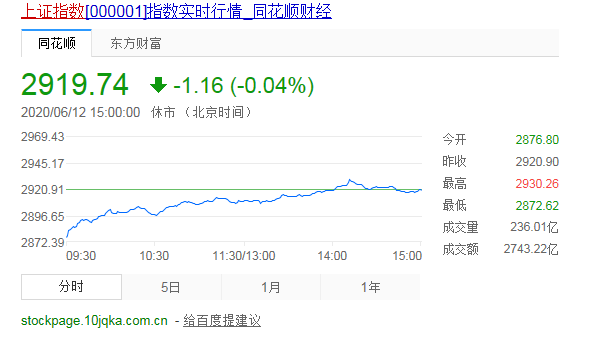 上证指数[000001]指数实时行情_同花顺财经
同花顺 东方财富
2919.74 -1.16 (-0.04%)
2020/06/12 15:00:00 休市 （北京时间）
2969.43
2945.17
2920.91
2896.65
2872.39
09:30 10:30 11:30/13:00 14:00 15:00
今开 2876.80
昨收 2920.90
最高 2930.26
最低 2872.62
成交量 236.01亿
成交额 2743.22亿
分时 5日 1月 1年
stockpage.10jqka.com.cn - 给百度提建议